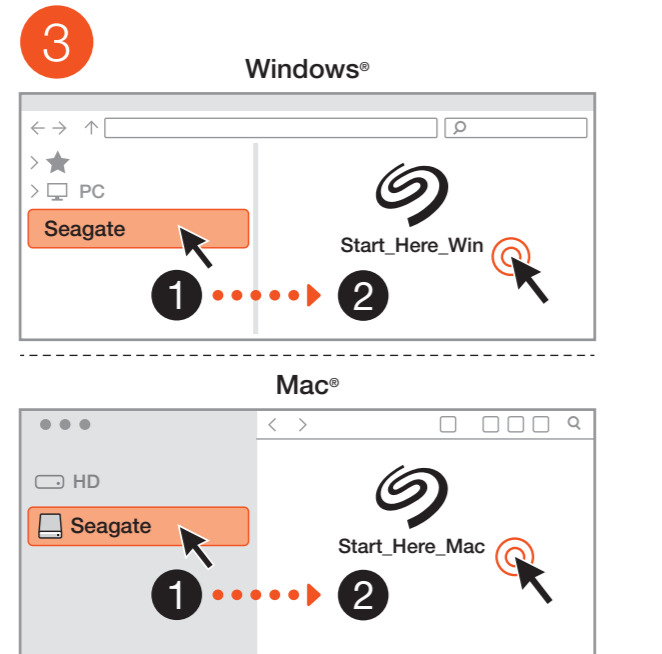 3
Windows®
PC
Seagate
Start_Here_Win
1 2
Mac®
HD
Seagate
Start_Here_Mac
1 2